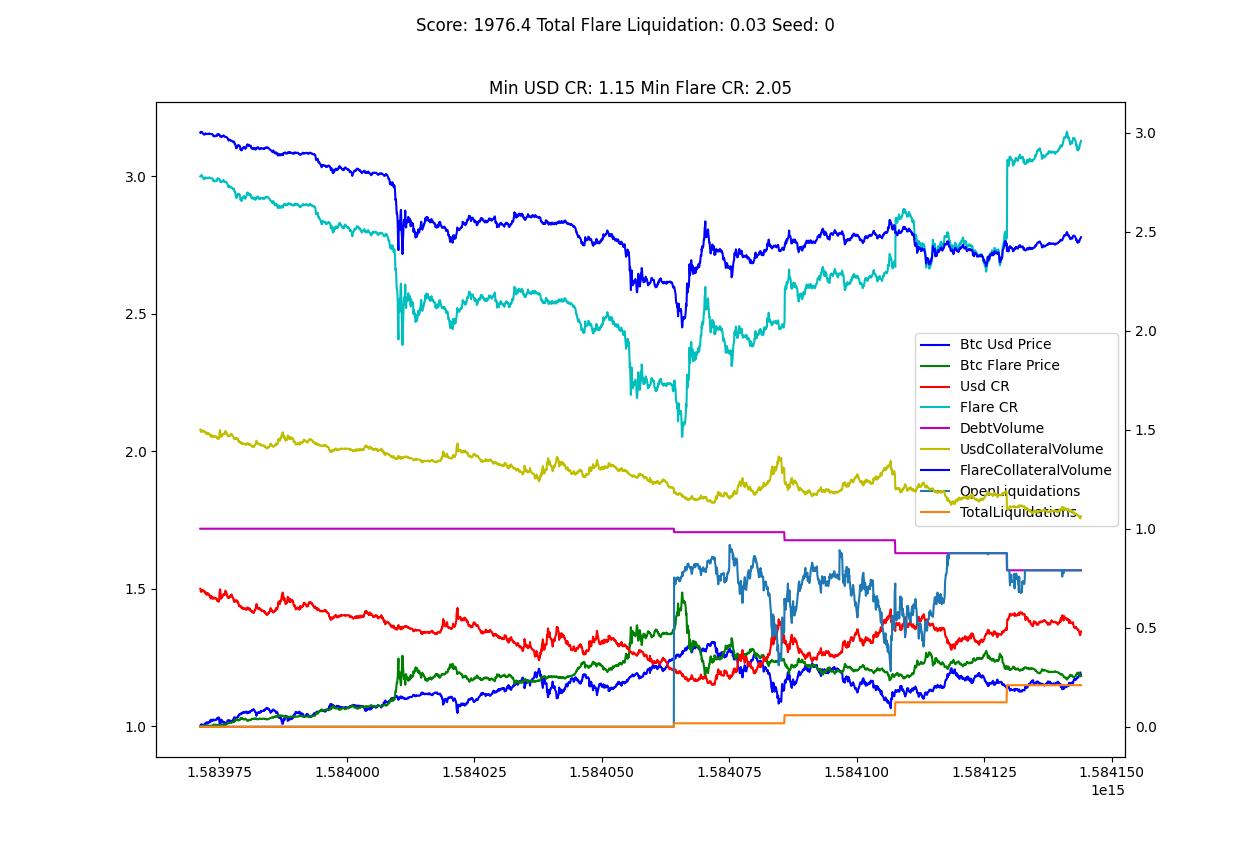 Score: 1976.4 Total Flare Liquidation: 0.03 Seed: 0
Min USD CR: 1.15 Min Flare CR: 2.05
3.0
2.5
2.0
1.5
1.0
3.0
2.5
2.0
1.5
1.0
0.5
0.0
Btc Usd Price
Btc Flare Price
Usd CR
Flare CR
DebtVolume
UsdCollateralVolume
FlareCollateralVolume
OpenLiquidations
TotalLiquidations
1.583975 1.584000 1.584025 1.584050 1.584075 1.584100 1.584125 1.584150
1e15